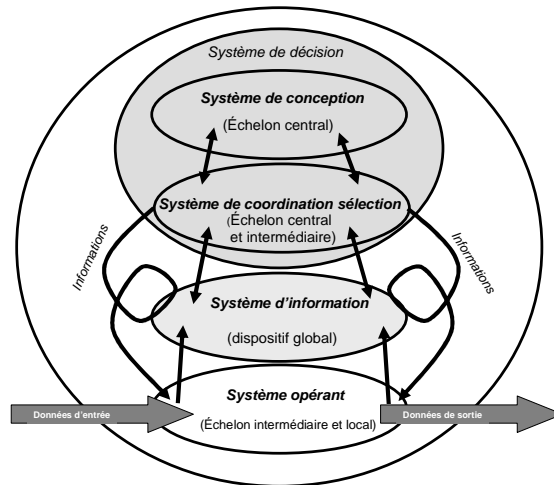 Système de décision
Système de conception
(Échelon central)
Système de coordination sélection
(Échelon central
et intermédiaire)
Informations
Informations
Système d'information
(dispositif global)
Système opérant
Données d'entrée
(Échelon intermédiaire et local)
Données de sortie